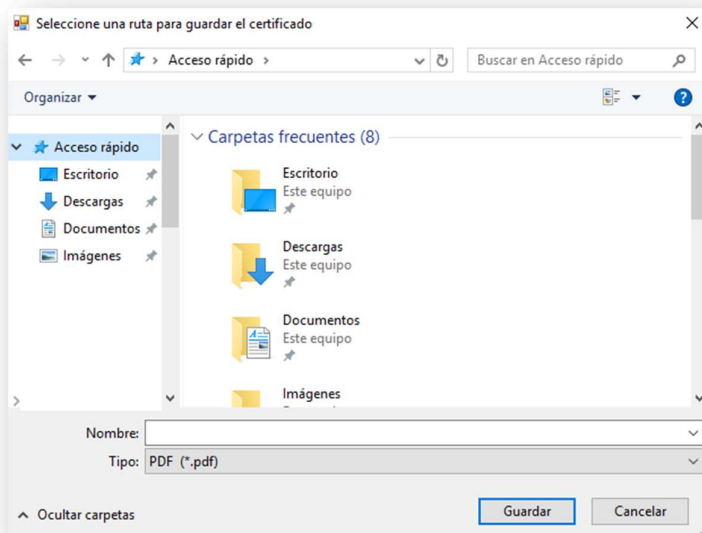 Seleccione una ruta para guardar el certificado
Acceso rápido
Buscar en Acceso rápido
Organizar
Acceso rápido
Escritorio
Descargas
Documentos
Imágenes
Carpetas frecuentes (8)
Escritorio
Este equipo
Descargas
Este equipo
Documentos
Este equipo
Imágenes
Nombre:
Tipo: PDF (*.pdf)
Ocultar carpetas
Guardar
Cancelar